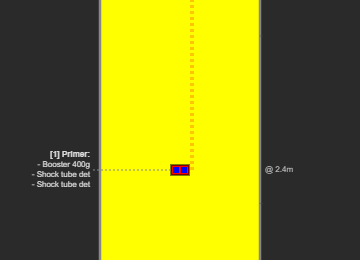 [1] Primer:
- Booster 400g
- Shock tube det
- Shock tube det
@ 2.4m